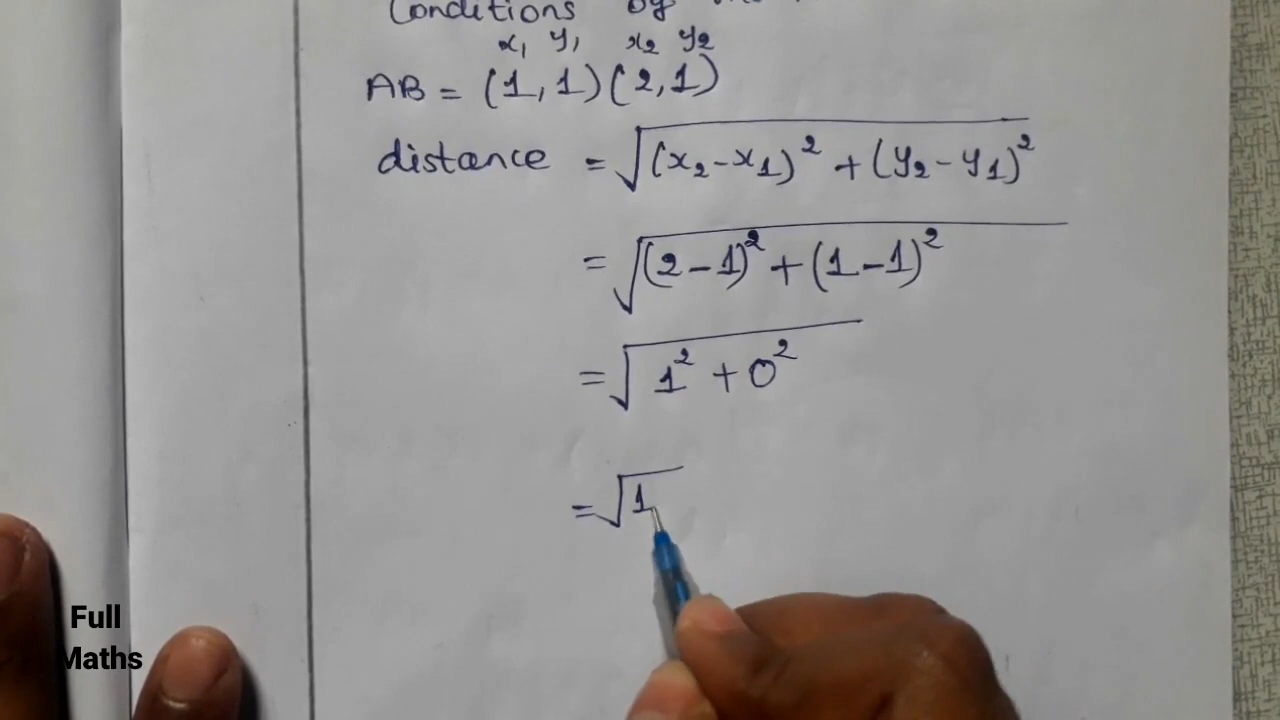 Conditions by
x₁ y₁ x₂ y₂
AB = (1,1)(2,1)
distance = √(x₂-x₁)² + (y₂-y₁)²
= √(2-1)² + (1-1)²
= √1² + 0²
= √1
Full
Maths